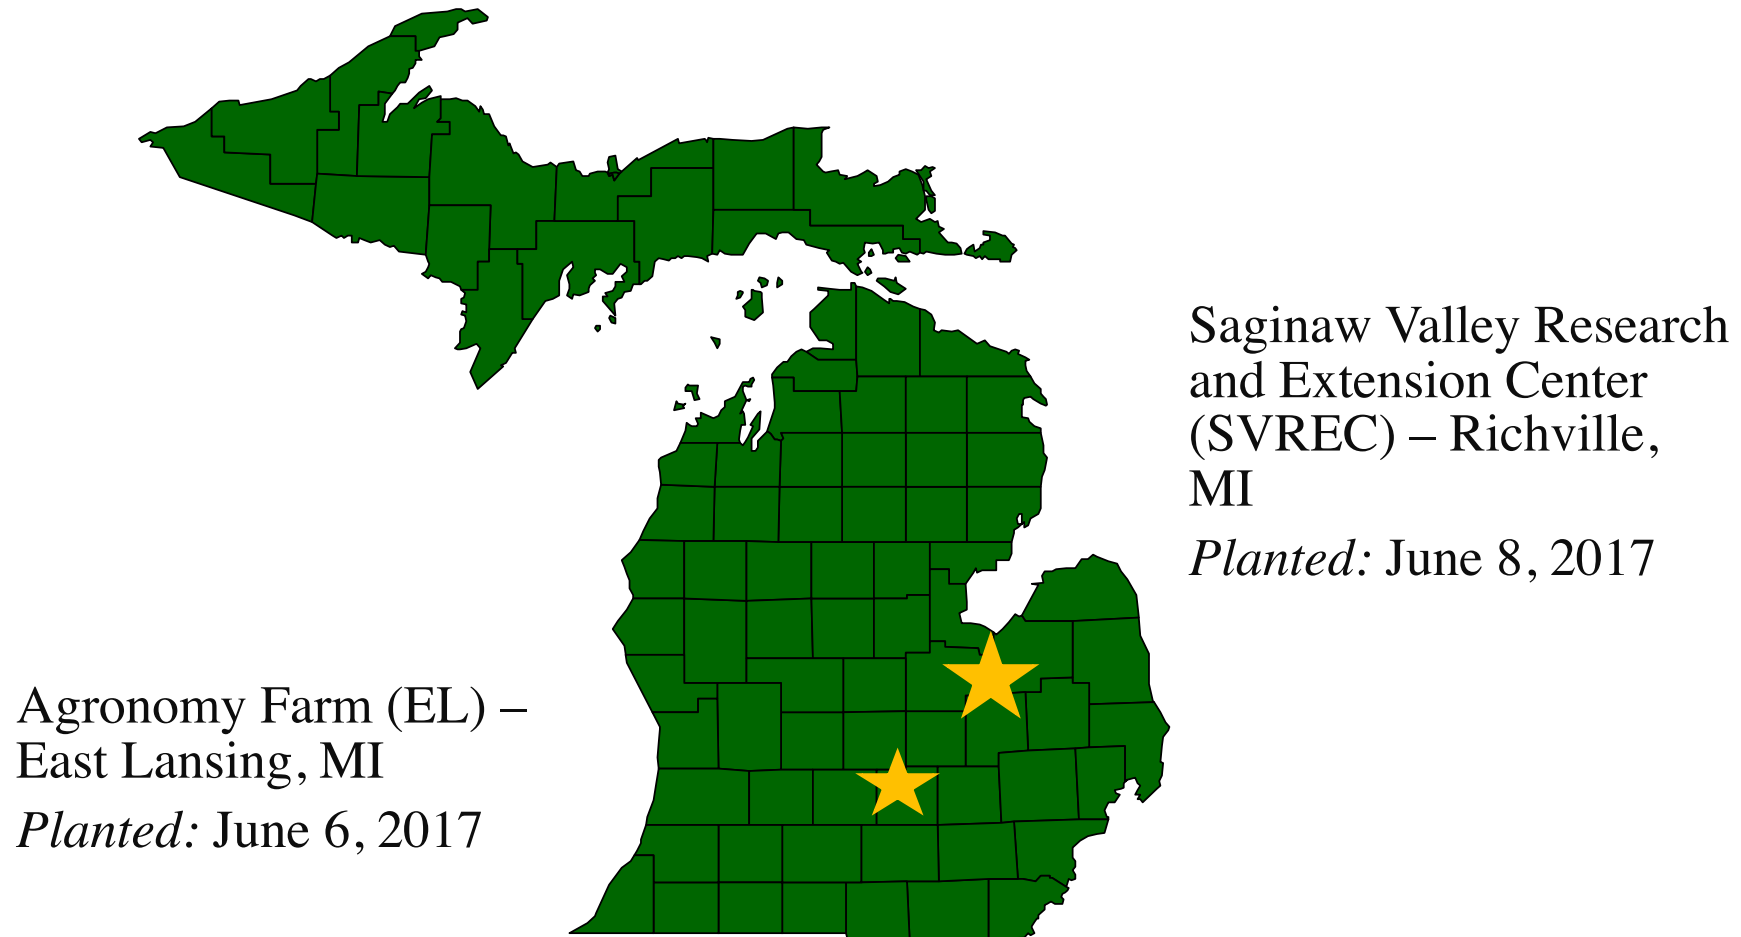 Saginaw Valley Research
and Extension Center
(SVREC) – Richville,
MI
Planted: June 8, 2017
Agronomy Farm (EL) –
East Lansing, MI
Planted: June 6, 2017